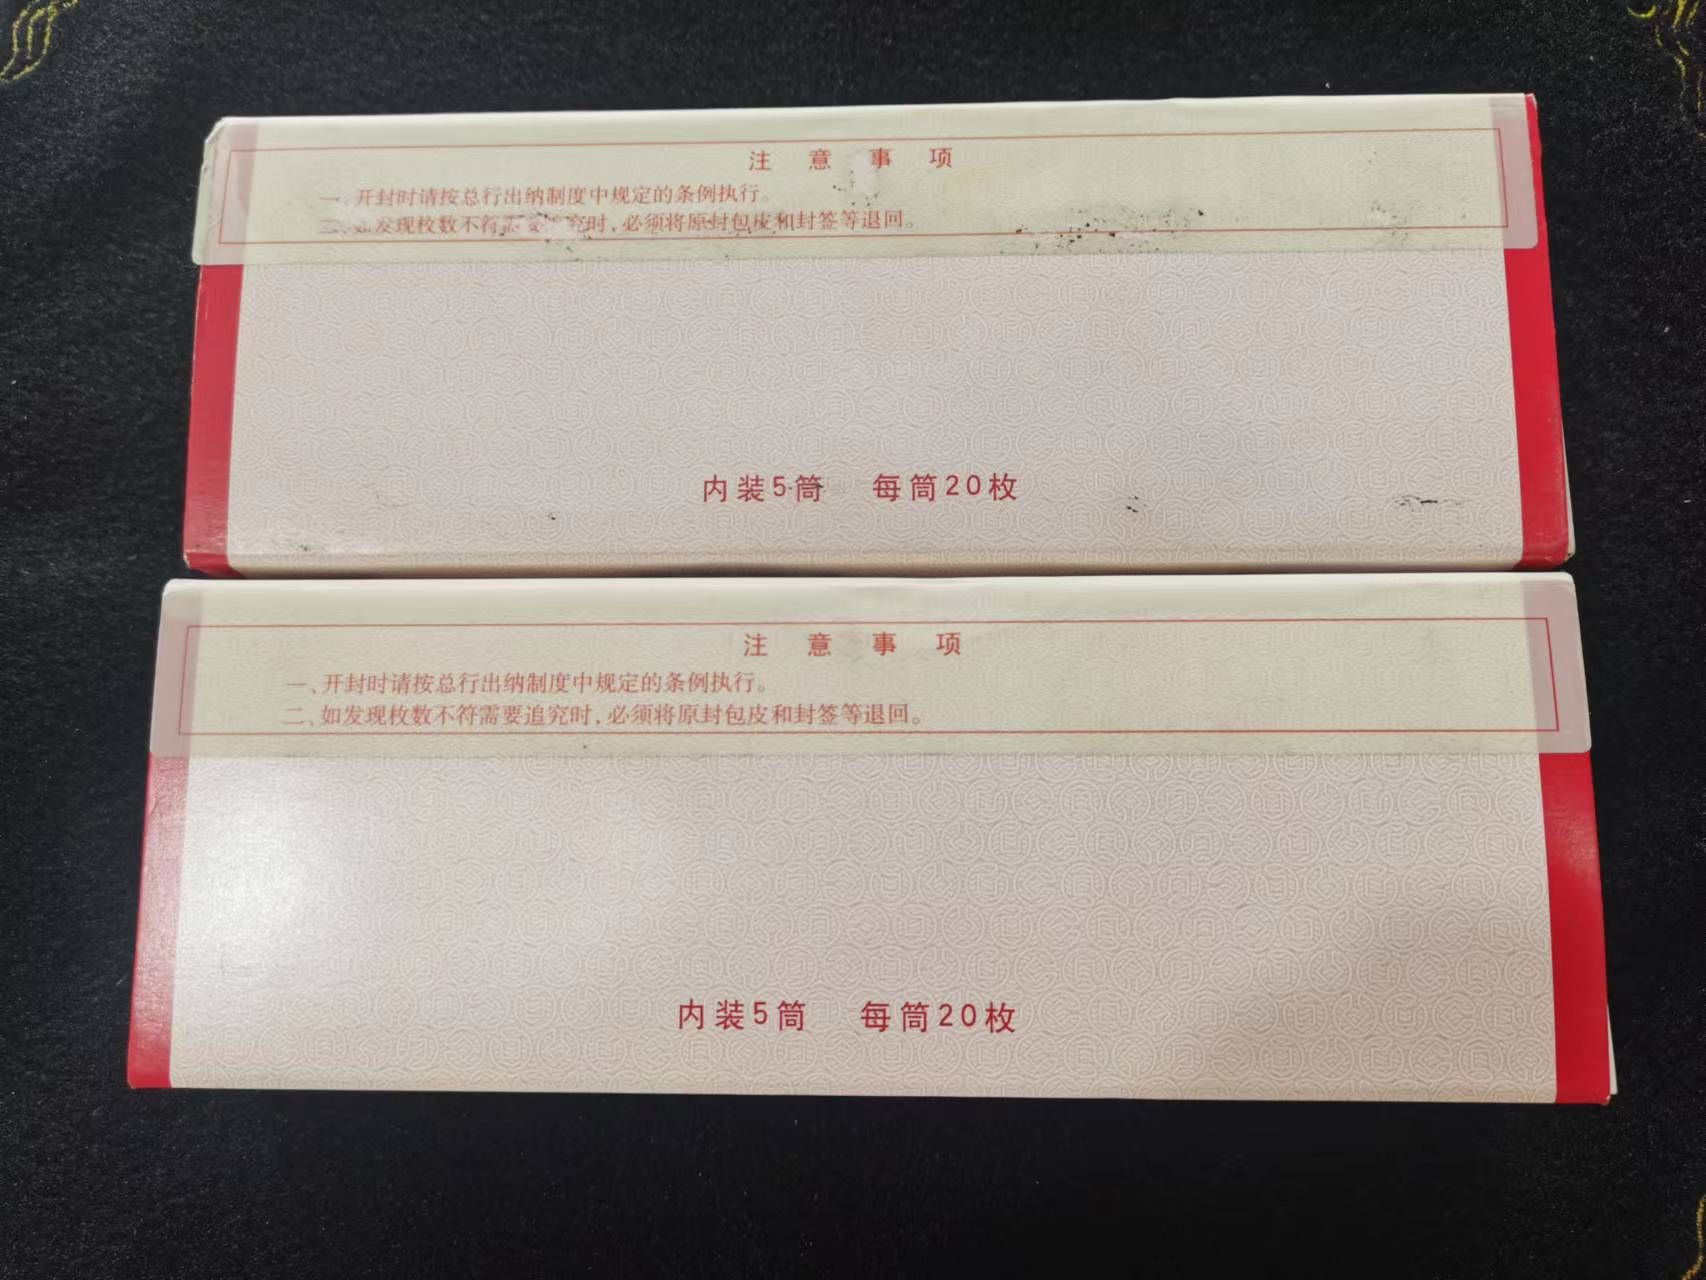 注 意 事 项
一、开封时请按总行出纳制度中规定的条例执行。
二、如发现枚数不符需要追究时,必须将原封包皮和封签等退回。
内装5筒 每筒20枚
注 意 事 项
一、开封时请按总行出纳制度中规定的条例执行。
二、如发现枚数不符需要追究时,必须将原封包皮和封签等退回。
内装5筒 每筒20枚